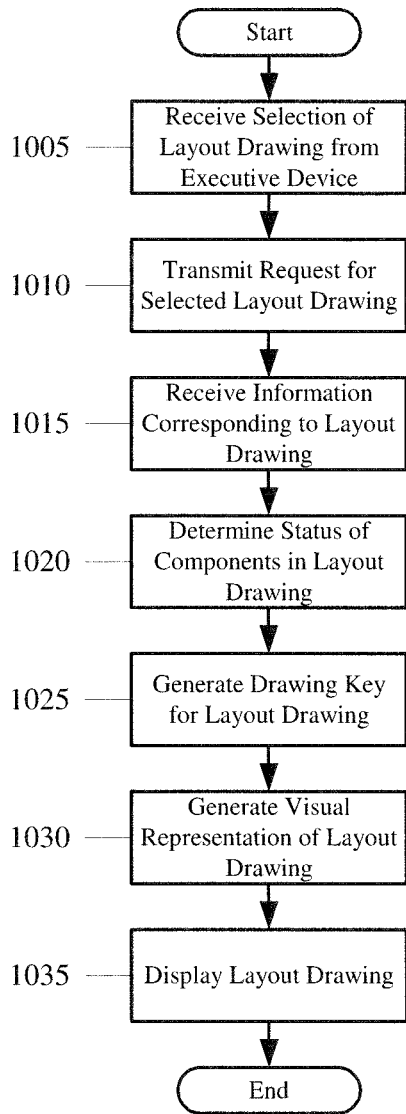 Start
1005
Receive Selection of
Layout Drawing from
Executive Device
1010
Transmit Request for
Selected Layout Drawing
1015
Receive Information
Corresponding to Layout
Drawing
1020
Determine Status of
Components in Layout
Drawing
1025
Generate Drawing Key
for Layout Drawing
1030
Generate Visual
Representation of Layout
Drawing
1035
Display Layout Drawing
End